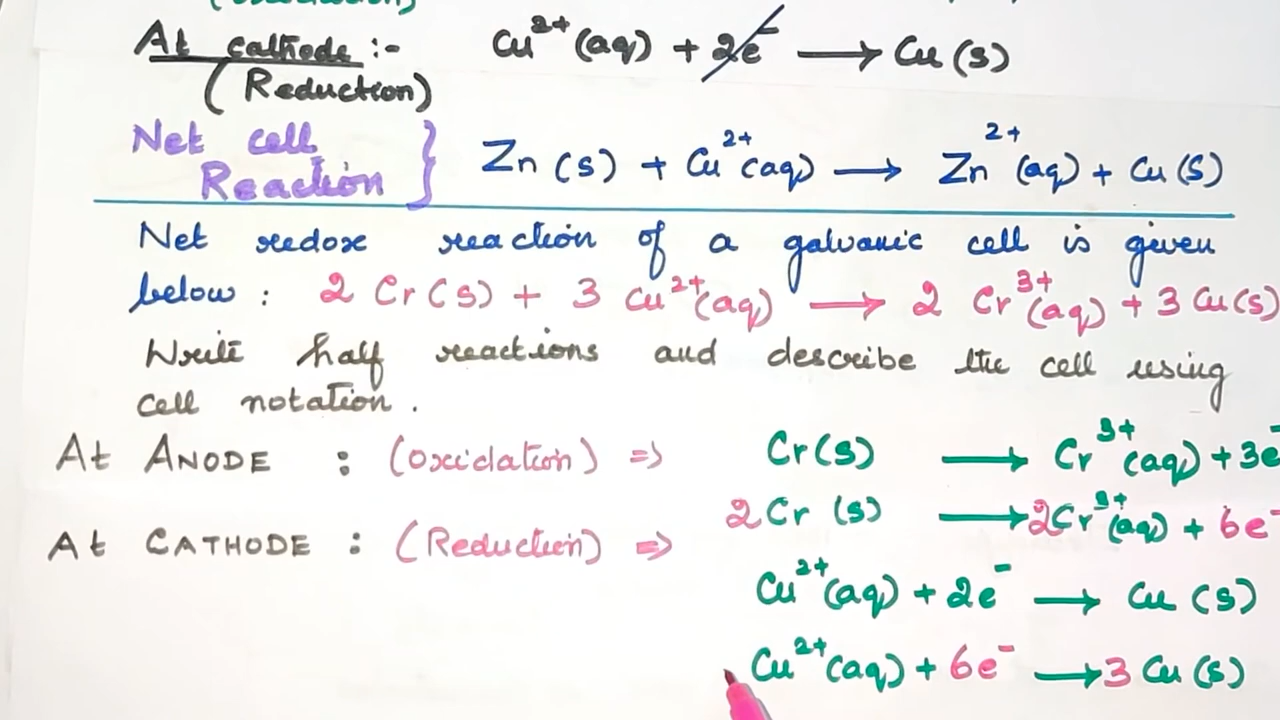 At cathode :- Cu²⁺(aq) + 2e⁻ ⟶ Cu (s)
(Reduction)
Net cell Reaction } Zn (s) + Cu²⁺(aq) ⟶ Zn²⁺ (aq) + Cu (S)
Net redox reaction of a galvanic cell is given
below : 2 Cr (s) + 3 Cu²⁺(aq) ⟶ 2 Cr³⁺(aq) + 3 Cu (s)
Write half reactions and describe the cell using
cell notation .
At ANODE : (oxidation) ⇒ Cr (s) ⟶ Cr³⁺ (aq) + 3e⁻
2 Cr (s) ⟶ 2Cr³⁺(aq) + 6e⁻
At CATHODE : (Reduction) ⇒
Cu²⁺(aq) + 2e⁻ ⟶ Cu (s)
Cu²⁺(aq) + 6e⁻ ⟶ 3 Cu (s)